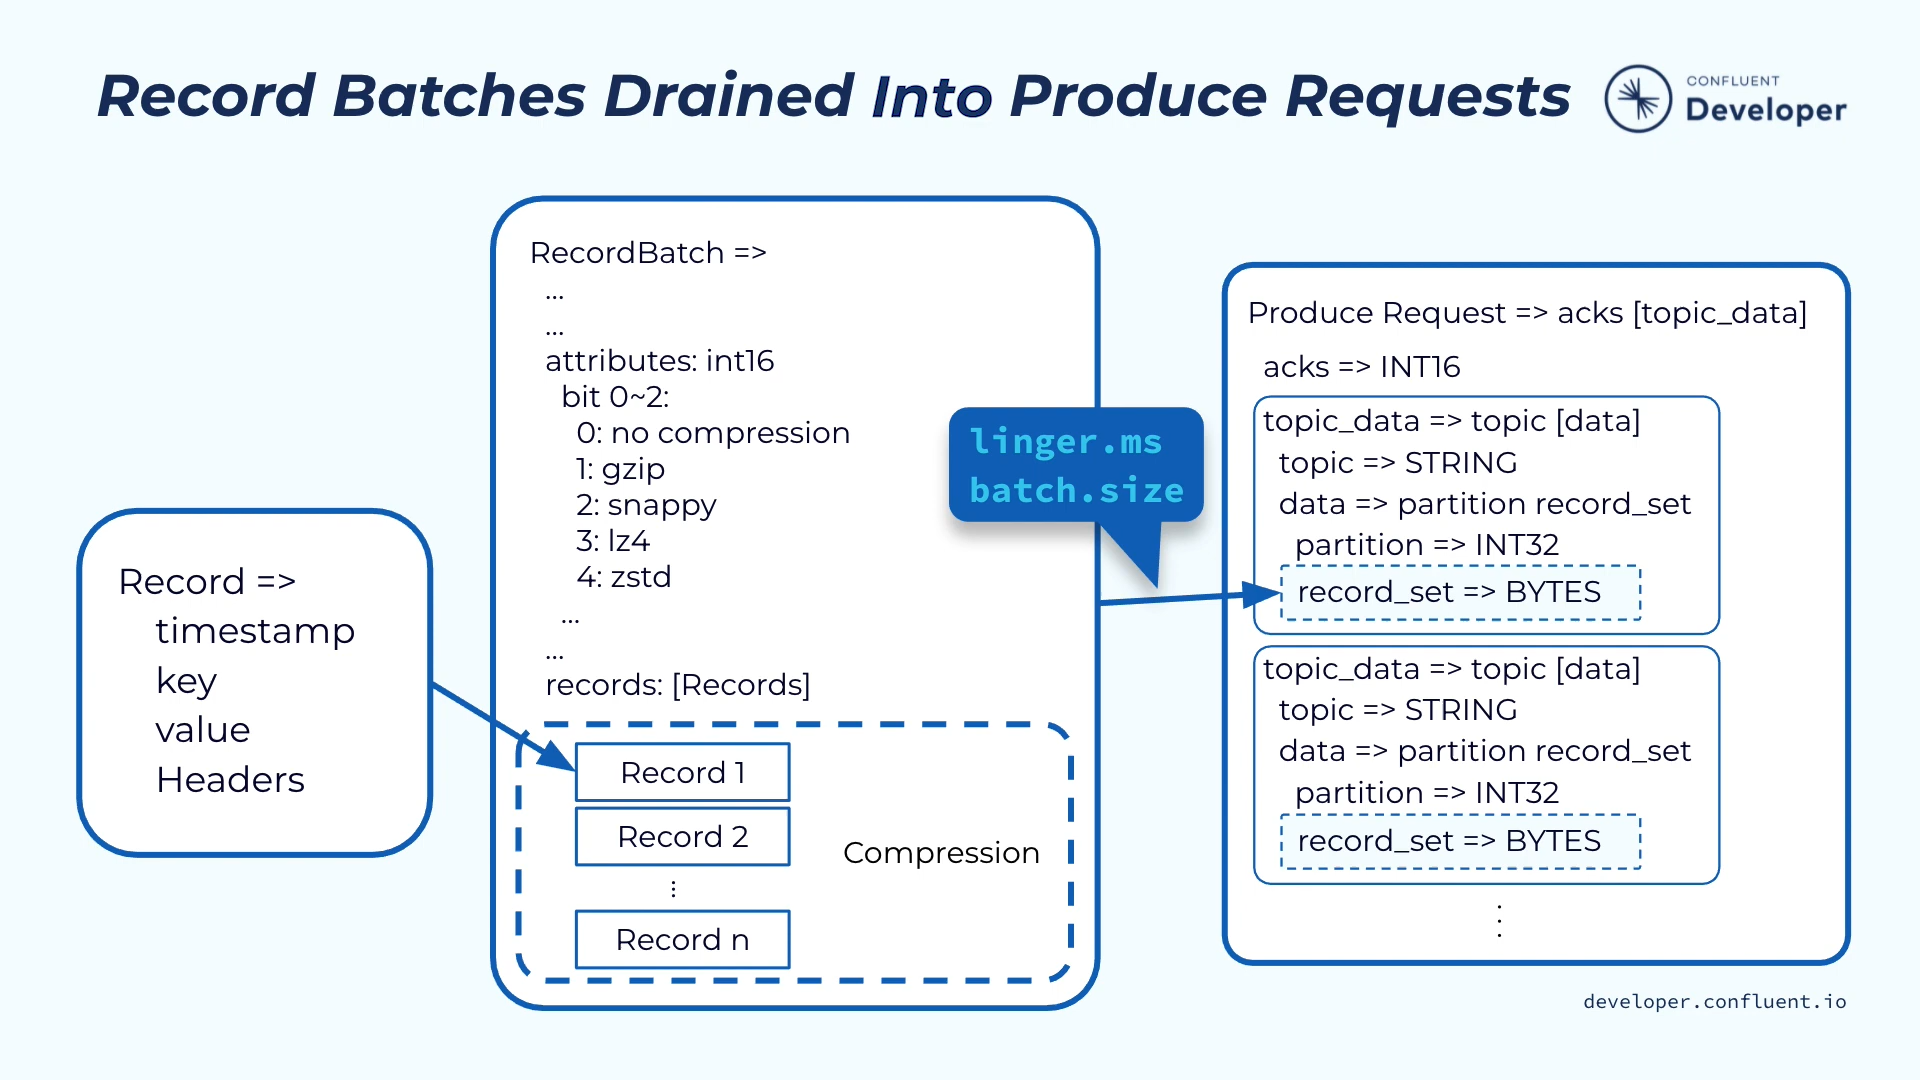 Record Batches Drained Into Produce Requests
CONFLUENT
Developer
Record =>
timestamp
key
value
Headers
RecordBatch =>
...
...
attributes: int16
bit 0~2:
0: no compression
1: gzip
2: snappy
3: lz4
4: zstd
...
...
records: [Records]
Record 1
Record 2
⋮
Record n
Compression
linger.ms
batch.size
Produce Request => acks [topic_data]
acks => INT16
topic_data => topic [data]
topic => STRING
data => partition record_set
partition => INT32
record_set => BYTES
topic_data => topic [data]
topic => STRING
data => partition record_set
partition => INT32
record_set => BYTES
⋮
developer.confluent.io